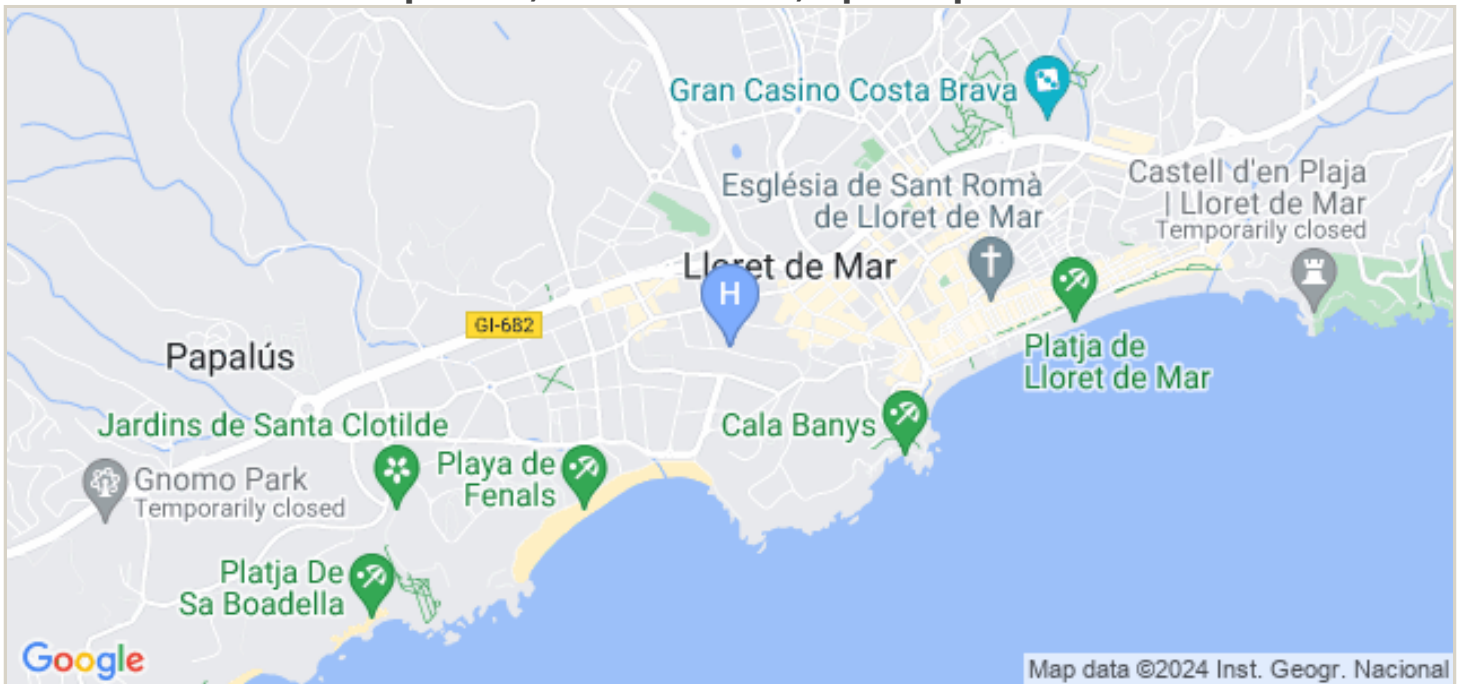 Gran Casino Costa Brava
Església de Sant Romà
de Lloret de Mar
Castell d'en Plaja
| Lloret de Mar
Temporarily closed
Lloret de Mar
H
GI-682
Papalús
Platja de
Lloret de Mar
Jardins de Santa Clotilde
Cala Banys
Gnomo Park
Temporarily closed
Playa de
Fenals
Platja De
Sa Boadella
Google
Map data ©2024 Inst. Geogr. Nacional